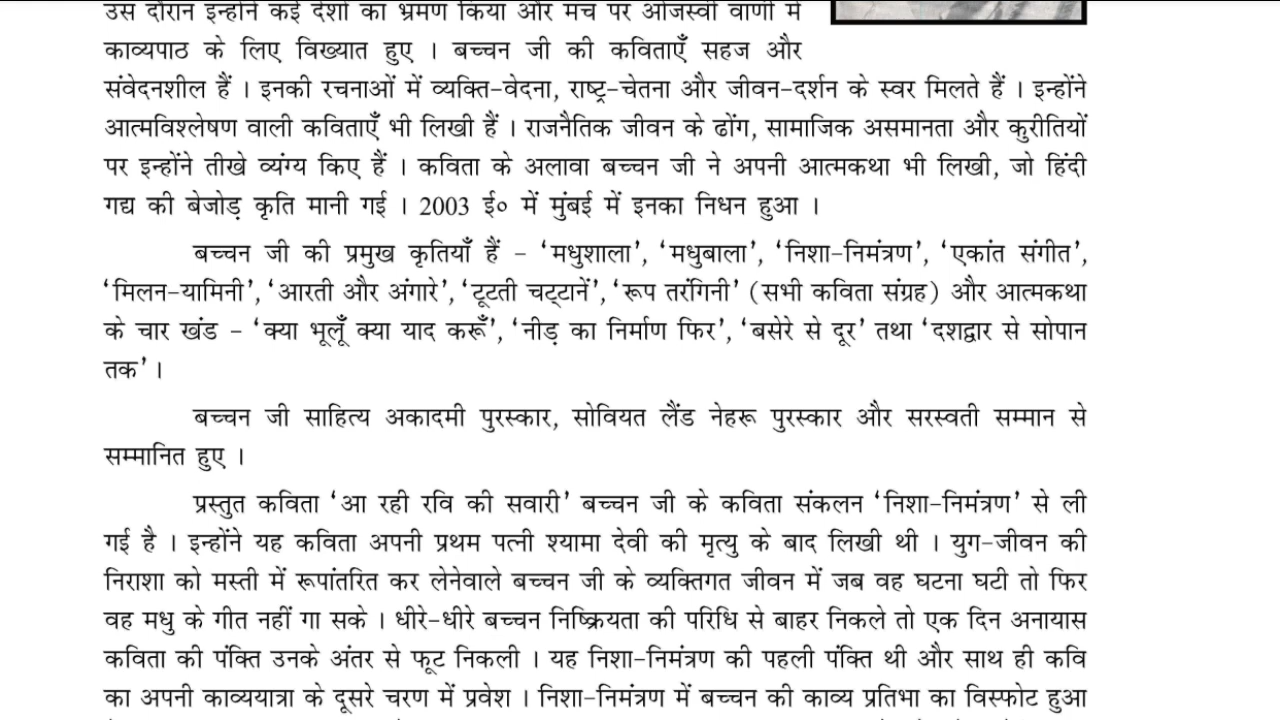 उस दौरान इन्होंने कई देशों का भ्रमण किया और मंच पर ओजस्वी वाणी में
काव्यपाठ के लिए विख्यात हुए । बच्चन जी की कविताएँ सहज और
संवेदनशील हैं । इनकी रचनाओं में व्यक्ति-वेदना, राष्ट्र-चेतना और जीवन-दर्शन के स्वर मिलते हैं । इन्होंने
आत्मविश्लेषण वाली कविताएँ भी लिखी हैं । राजनैतिक जीवन के ढोंग, सामाजिक असमानता और कुरीतियों
पर इन्होंने तीखे व्यंग्य किए हैं । कविता के अलावा बच्चन जी ने अपनी आत्मकथा भी लिखी, जो हिंदी
गद्य की बेजोड़ कृति मानी गई । 2003 ई० में मुंबई में इनका निधन हुआ ।
बच्चन जी की प्रमुख कृतियाँ हैं - ‘मधुशाला’, ‘मधुबाला’, ‘निशा-निमंत्रण’, ‘एकांत संगीत’,
‘मिलन-यामिनी’, ‘आरती और अंगारे’, ‘टूटती चट्टानें’, ‘रूप तरंगिनी’ (सभी कविता संग्रह) और आत्मकथा
के चार खंड - ‘क्या भूलूँ क्या याद करूँ’, ‘नीड़ का निर्माण फिर’, ‘बसेरे से दूर’ तथा ‘दशद्वार से सोपान
तक’ ।
बच्चन जी साहित्य अकादमी पुरस्कार, सोवियत लैंड नेहरू पुरस्कार और सरस्वती सम्मान से
सम्मानित हुए ।
प्रस्तुत कविता ‘आ रही रवि की सवारी’ बच्चन जी के कविता संकलन ‘निशा-निमंत्रण’ से ली
गई है । इन्होंने यह कविता अपनी प्रथम पत्नी श्यामा देवी की मृत्यु के बाद लिखी थी । युग-जीवन की
निराशा को मस्ती में रूपांतरित कर लेनेवाले बच्चन जी के व्यक्तिगत जीवन में जब वह घटना घटी तो फिर
वह मधु के गीत नहीं गा सके । धीरे-धीरे बच्चन निष्क्रियता की परिधि से बाहर निकले तो एक दिन अनायास
कविता की पंक्ति उनके अंतर से फूट निकली । यह निशा-निमंत्रण की पहली पंक्ति थी और साथ ही कवि
का अपनी काव्ययात्रा के दूसरे चरण में प्रवेश । निशा-निमंत्रण में बच्चन की काव्य प्रतिभा का विस्फोट हुआ